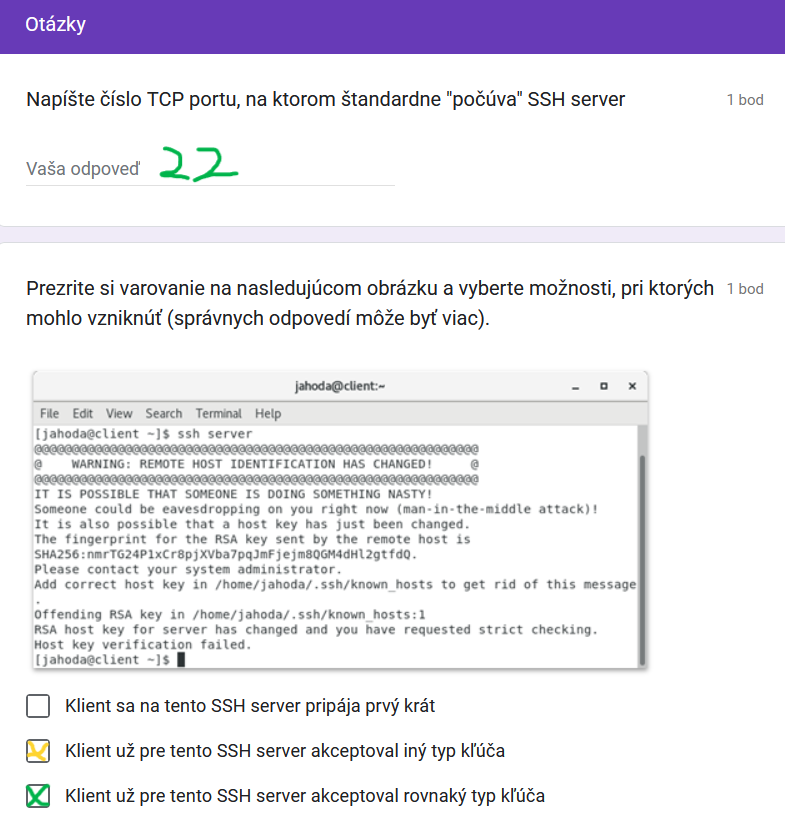 Otázky
Napíšte číslo TCP portu, na ktorom štandardne "počúva" SSH server
1 bod
Vaša odpoveď 22
Prezrite si varovanie na nasledujúcom obrázku a vyberte možnosti, pri ktorých
1 bod
mohlo vzniknúť (správnych odpovedí môže byť viac).
jahoda@client:~
File Edit View Search Terminal Help
[jahoda@client ~]$ ssh server
@@@@@@@@@@@@@@@@@@@@@@@@@@@@@@@@@@@@@@@@@@@@@@@@@@@@@@@@@@@
@    WARNING: REMOTE HOST IDENTIFICATION HAS CHANGED!     @
@@@@@@@@@@@@@@@@@@@@@@@@@@@@@@@@@@@@@@@@@@@@@@@@@@@@@@@@@@@
IT IS POSSIBLE THAT SOMEONE IS DOING SOMETHING NASTY!
Someone could be eavesdropping on you right now (man-in-the-middle attack)!
It is also possible that a host key has just been changed.
The fingerprint for the RSA key sent by the remote host is
SHA256:nmrTG24P1xCr8pjXVba7pqJmFjejm8QGM4dHl2gtfdQ.
Please contact your system administrator.
Add correct host key in /home/jahoda/.ssh/known_hosts to get rid of this message
.
Offending RSA key in /home/jahoda/.ssh/known_hosts:1
RSA host key for server has changed and you have requested strict checking.
Host key verification failed.
[jahoda@client ~]$
Klient sa na tento SSH server pripája prvý krát
Klient už pre tento SSH server akceptoval iný typ kľúča
Klient už pre tento SSH server akceptoval rovnaký typ kľúča